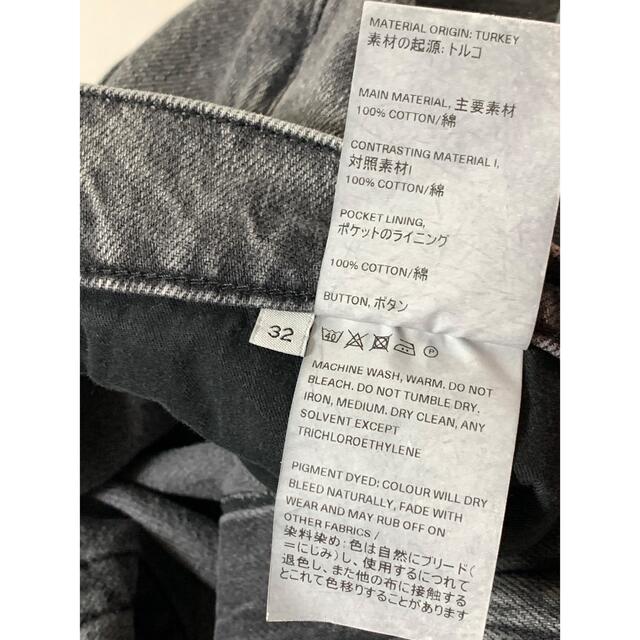 MATERIAL ORIGIN: TURKEY
素材の起源: トルコ
MAIN MATERIAL, 主要素材
100% COTTON/綿
CONTRASTING MATERIAL I,
対照素材I
100% COTTON/綿
POCKET LINING,
ポケットのライニング
100% COTTON/綿
BUTTON, ボタン
32
40
P
MACHINE WASH, WARM. DO NOT
BLEACH. DO NOT TUMBLE DRY.
IRON, MEDIUM. DRY CLEAN, ANY
SOLVENT EXCEPT
TRICHLOROETHYLENE
PIGMENT DYED: COLOUR WILL DRY
BLEED NATURALLY, FADE WITH
WEAR AND MAY RUB OFF ON
OTHER FABRICS /
染料染め: 色は自然にブリード(
=にじみ)し、使用するにつれて
退色し、また他の布に接触する
とこれで色移りすることがあります